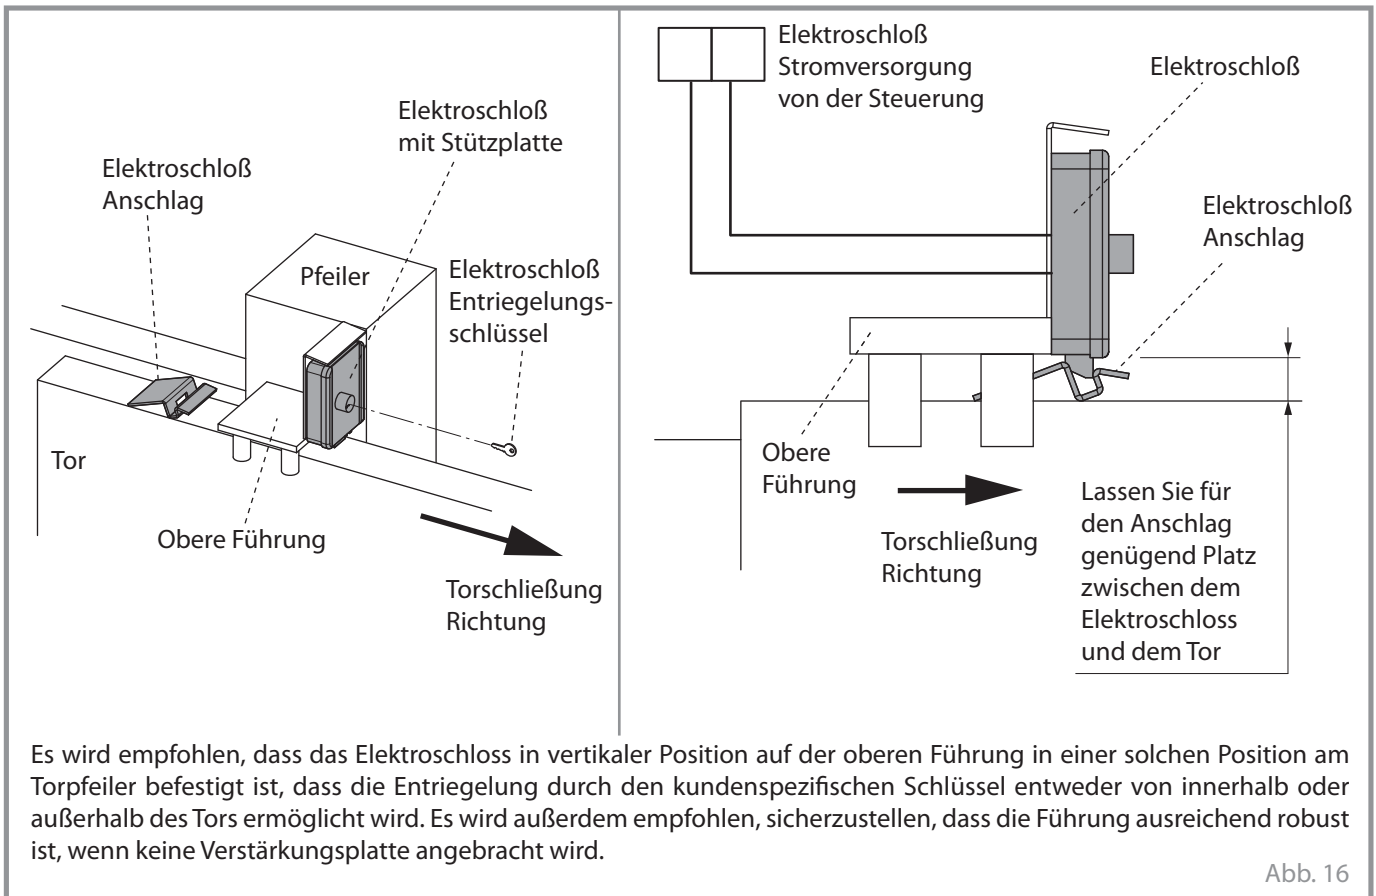 Elektroschloß
mit Stützplatte
Elektroschloß
Anschlag
Pfeiler
Elektroschloß
Entriegelungs-
schlüssel
Tor
Obere Führung
Torschließung
Richtung
Elektroschloß
Stromversorgung
von der Steuerung
Elektroschloß
Elektroschloß
Anschlag
Obere
Führung
Torschließung
Richtung
Lassen Sie für
den Anschlag
genügend Platz
zwischen dem
Elektroschloss
und dem Tor
Es wird empfohlen, dass das Elektroschloss in vertikaler Position auf der oberen Führung in einer solchen Position am
Torpfeiler befestigt ist, dass die Entriegelung durch den kundenspezifischen Schlüssel entweder von innerhalb oder
außerhalb des Tors ermöglicht wird. Es wird außerdem empfohlen, sicherzustellen, dass die Führung ausreichend robust
ist, wenn keine Verstärkungsplatte angebracht wird.
Abb. 16